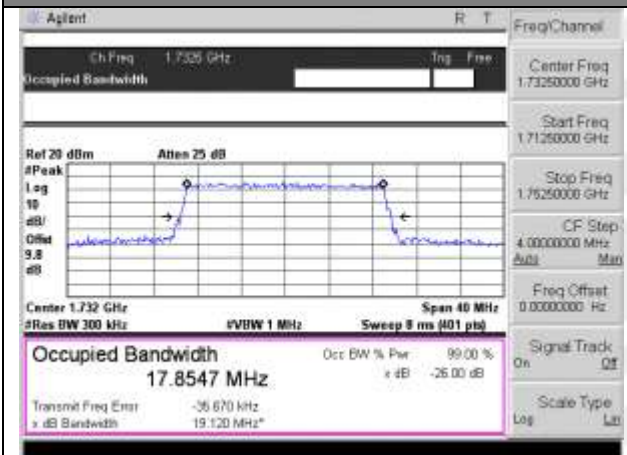 Agilent
R T
Ch Freq 1.7325 GHz Trig Free
Occupied Bandwidth
Ref 20 dBm Atten 25 dB
#Peak
Log
10
dB/
Offst
9.8
dB
Center 1.732 GHz Span 40 MHz
#Res BW 300 kHz #VBW 1 MHz Sweep 8 ms (401 pts)
Occupied Bandwidth
17.8547 MHz
Occ BW % Pwr 99.00 %
x dB -26.00 dB
Transmit Freq Error -35.670 kHz
x dB Bandwidth 19.120 MHz*
Freq/Channel
Center Freq
1.73250000 GHz
Start Freq
1.71250000 GHz
Stop Freq
1.75250000 GHz
CF Step
4.00000000 MHz
Auto Man
Freq Offset
0.00000000 Hz
Signal Track
On Off
Scale Type
Log Lin